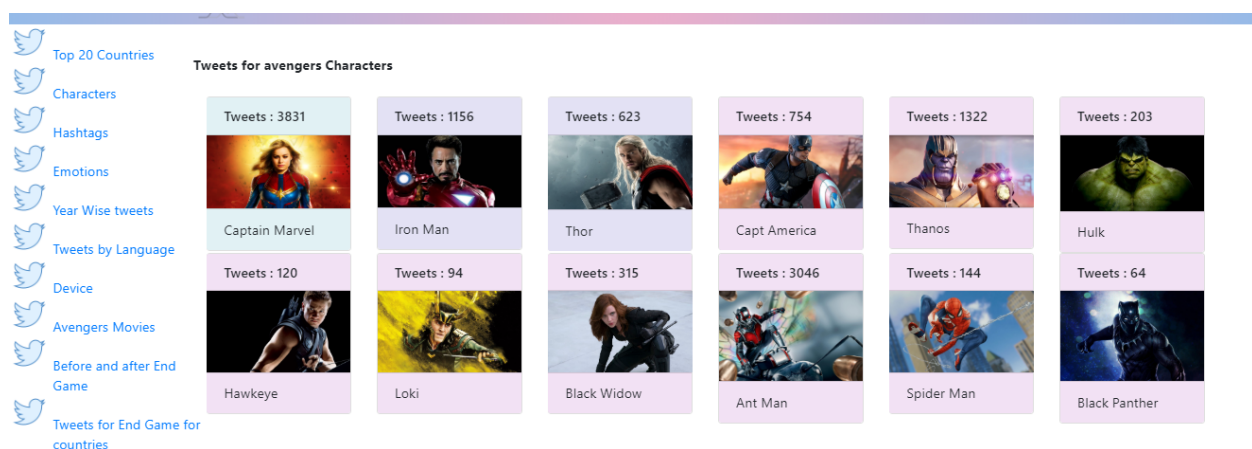 Top 20 Countries
Characters
Hashtags
Emotions
Year Wise tweets
Tweets by Language
Device
Avengers Movies
Before and after End
Game
Tweets for End Game for
countries
Tweets for avengers Characters
Tweets : 3831
Captain Marvel
Tweets : 1156
Iron Man
Tweets : 623
Thor
Tweets : 754
Capt America
Tweets : 1322
Thanos
Tweets : 203
Hulk
Tweets : 120
Hawkeye
Tweets : 94
Loki
Tweets : 315
Black Widow
Tweets : 3046
Ant Man
Tweets : 144
Spider Man
Tweets : 64
Black Panther